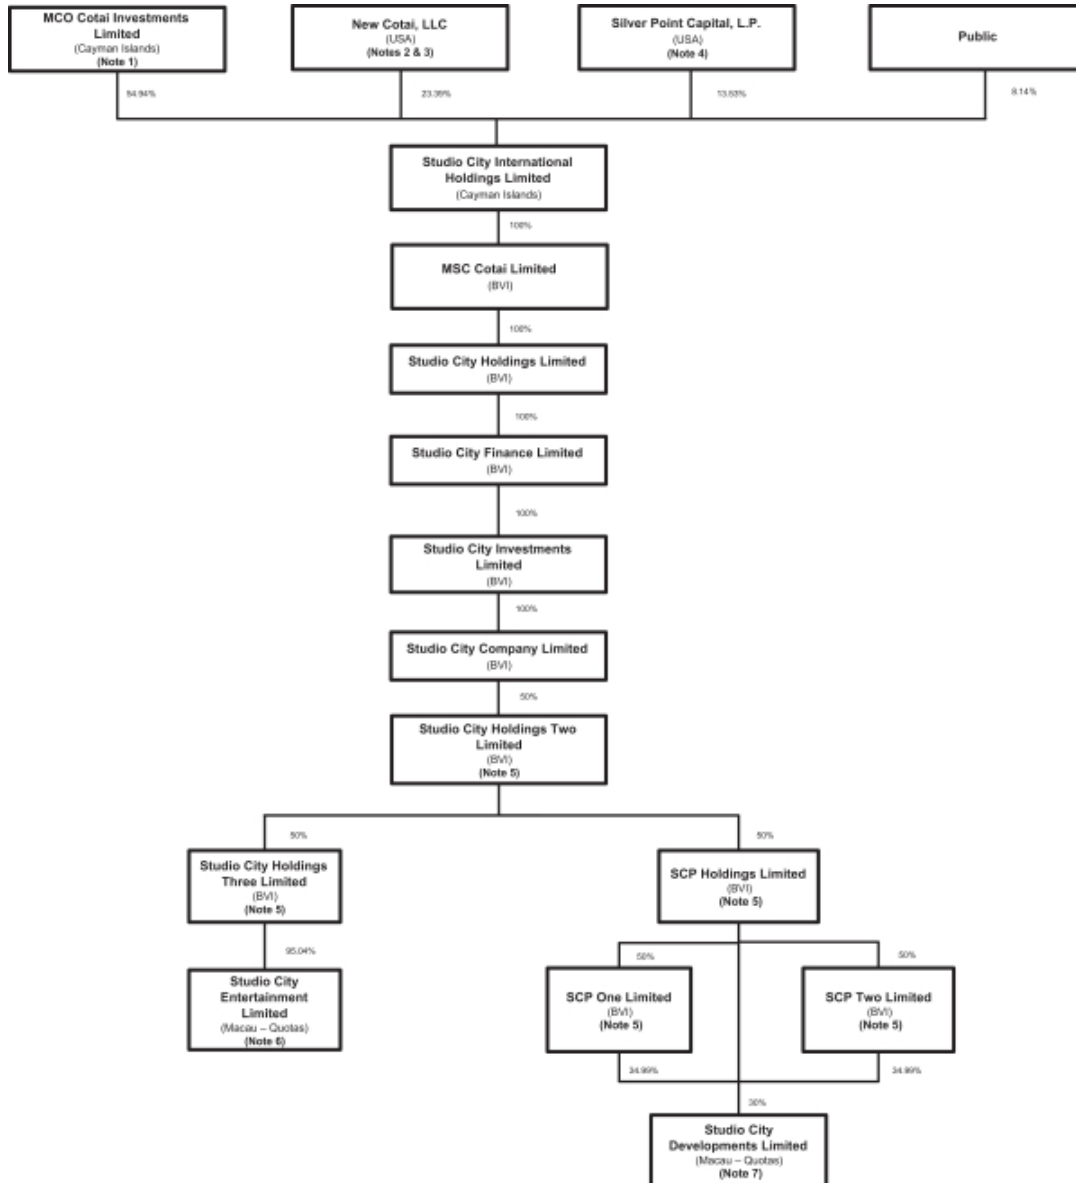 MCO Cotai Investments
Limited
(Cayman Islands)
(Note 1)
New Cotai, LLC
(USA)
(Notes 2 & 3)
Silver Point Capital, L.P.
(USA)
(Note 4)
Public
54.94%
23.39%
13.53%
8.14%
Studio City International
Holdings Limited
(Cayman Islands)
100%
MSC Cotai Limited
(BVI)
100%
Studio City Holdings Limited
(BVI)
100%
Studio City Finance Limited
(BVI)
100%
Studio City Investments
Limited
(BVI)
100%
Studio City Company Limited
(BVI)
50%
Studio City Holdings Two
Limited
(BVI)
(Note 5)
50%
50%
Studio City Holdings
Three Limited
(BVI)
(Note 5)
SCP Holdings Limited
(BVI)
(Note 5)
95.04%
50%
50%
Studio City
Entertainment
Limited
(Macau – Quotas)
(Note 6)
SCP One Limited
(BVI)
(Note 5)
SCP Two Limited
(BVI)
(Note 5)
34.99%
34.99%
30%
Studio City
Developments Limited
(Macau – Quotas)
(Note 7)